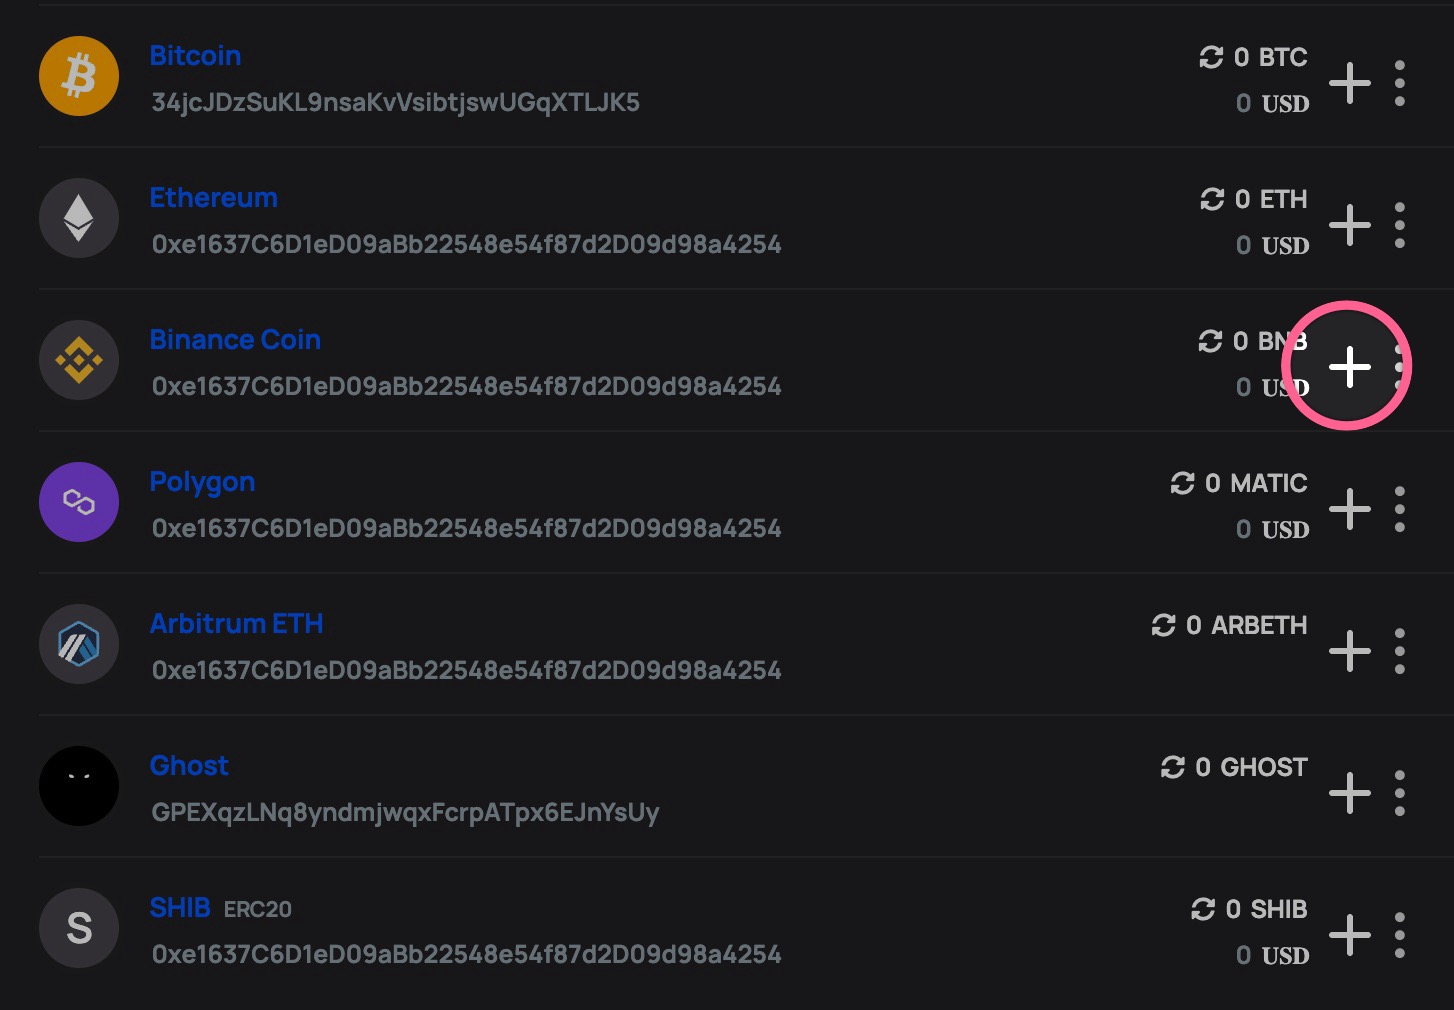 Bitcoin
0 BTC
34jcJDzSuKL9nsaKvVsibtjswUGqXTLJK5
0 USD
Ethereum
0 ETH
0xe1637C6D1eD09aBb22548e54f87d2D09d98a4254
0 USD
Binance Coin
0 BNB
0xe1637C6D1eD09aBb22548e54f87d2D09d98a4254
0 USD
Polygon
0 MATIC
0xe1637C6D1eD09aBb22548e54f87d2D09d98a4254
0 USD
Arbitrum ETH
0 ARBETH
0xe1637C6D1eD09aBb22548e54f87d2D09d98a4254
Ghost
0 GHOST
GPEXqzLNq8yndmjwqxFcrpATpx6EJnYsUy
SHIB ERC20
0 SHIB
S
0xe1637C6D1eD09aBb22548e54f87d2D09d98a4254
0 USD